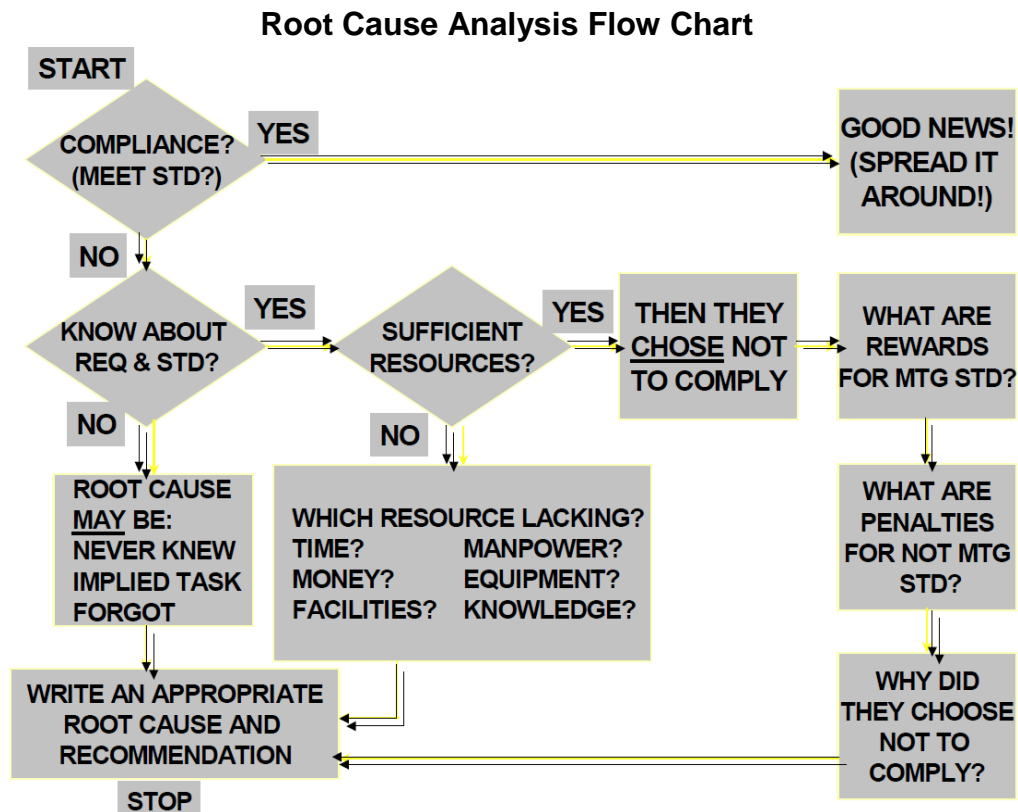 Root Cause Analysis Flow Chart
START
COMPLIANCE?
(MEET STD?)
YES
GOOD NEWS!
(SPREAD IT
AROUND!)
NO
KNOW ABOUT
REQ & STD?
YES
SUFFICIENT
RESOURCES?
YES
THEN THEY
CHOSE NOT
TO COMPLY
WHAT ARE
REWARDS
FOR MTG STD?
NO
ROOT CAUSE
MAY BE:
NEVER KNEW
IMPLIED TASK
FORGOT
NO
WHICH RESOURCE LACKING?
TIME? MANPOWER?
MONEY? EQUIPMENT?
FACILITIES? KNOWLEDGE?
WHAT ARE
PENALTIES
FOR NOT MTG
STD?
WRITE AN APPROPRIATE
ROOT CAUSE AND
RECOMMENDATION
WHY DID
THEY CHOOSE
NOT TO
COMPLY?
STOP